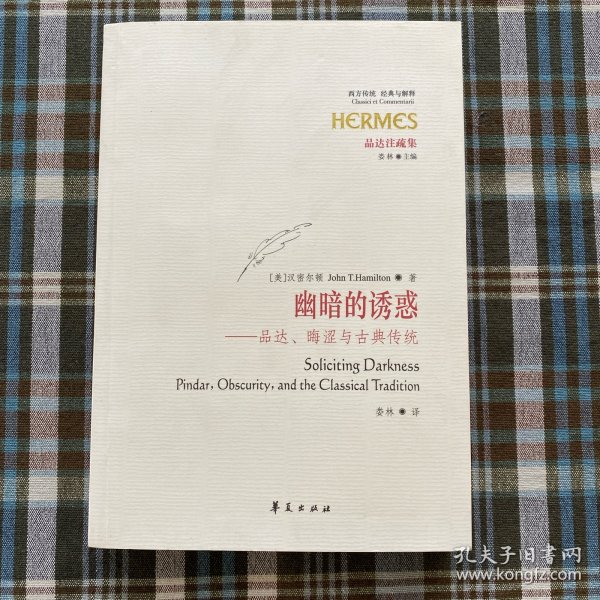 西方传统 经典与解释
Classici et Commentarii
HERMES
品达注疏集
娄林◉主编
[美]汉密尔顿 John T.Hamilton ◉ 著
幽暗的诱惑
——品达、晦涩与古典传统
Soliciting Darkness
Pindar, Obscurity, and the Classical Tradition
娄林 ◉ 译
华夏出版社
孔夫子旧书网
www.kongfz.com